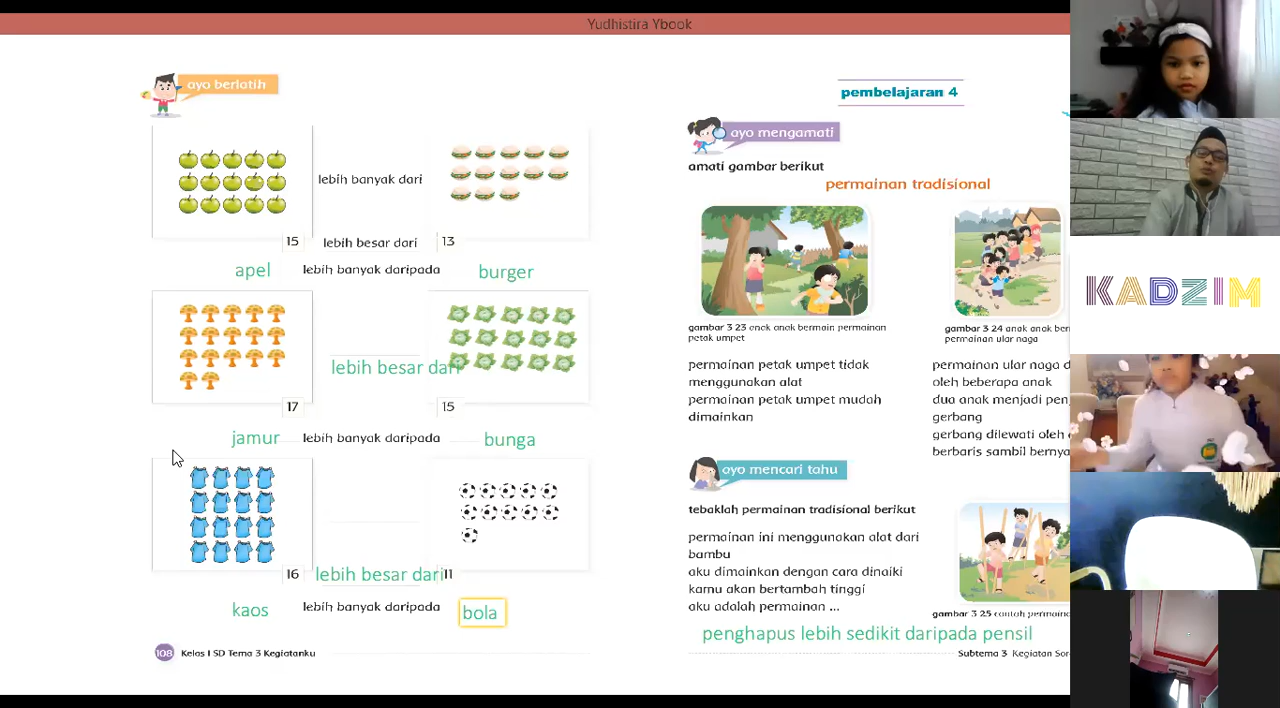 Yudhistira Ybook
ayo berlatih
lebih banyak dari
15 lebih besar dari 13
apel lebih banyak daripada burger
lebih besar dari
17 15
jamur lebih banyak daripada bunga
16 lebih besar dari 11
kaos lebih banyak daripada bola
108 Kelas I SD Tema 3 Kegiatanku
pembelajaran 4
ayo mengamati
amati gambar berikut
permainan tradisional
gambar 3 23 anak anak bermain permainan
petak umpet
permainan petak umpet tidak
menggunakan alat
permainan petak umpet mudah
dimainkan
gambar 3 24 anak anak ber
permainan ular naga
permainan ular naga d
oleh beberapa anak
dua anak menjadi pen
gerbang
gerbang dilewati oleh
berbaris sambil bernya
ayo mencari tahu
tebaklah permainan tradisional berikut
permainan ini menggunakan alat dari
bambu
aku dimainkan dengan cara dinaiki
kamu akan bertambah tinggi
aku adalah permainan ...
gambar 3 25 contoh permaina
penghapus lebih sedikit daripada pensil
Subtema 3 Kegiatan Sor
KADZIM